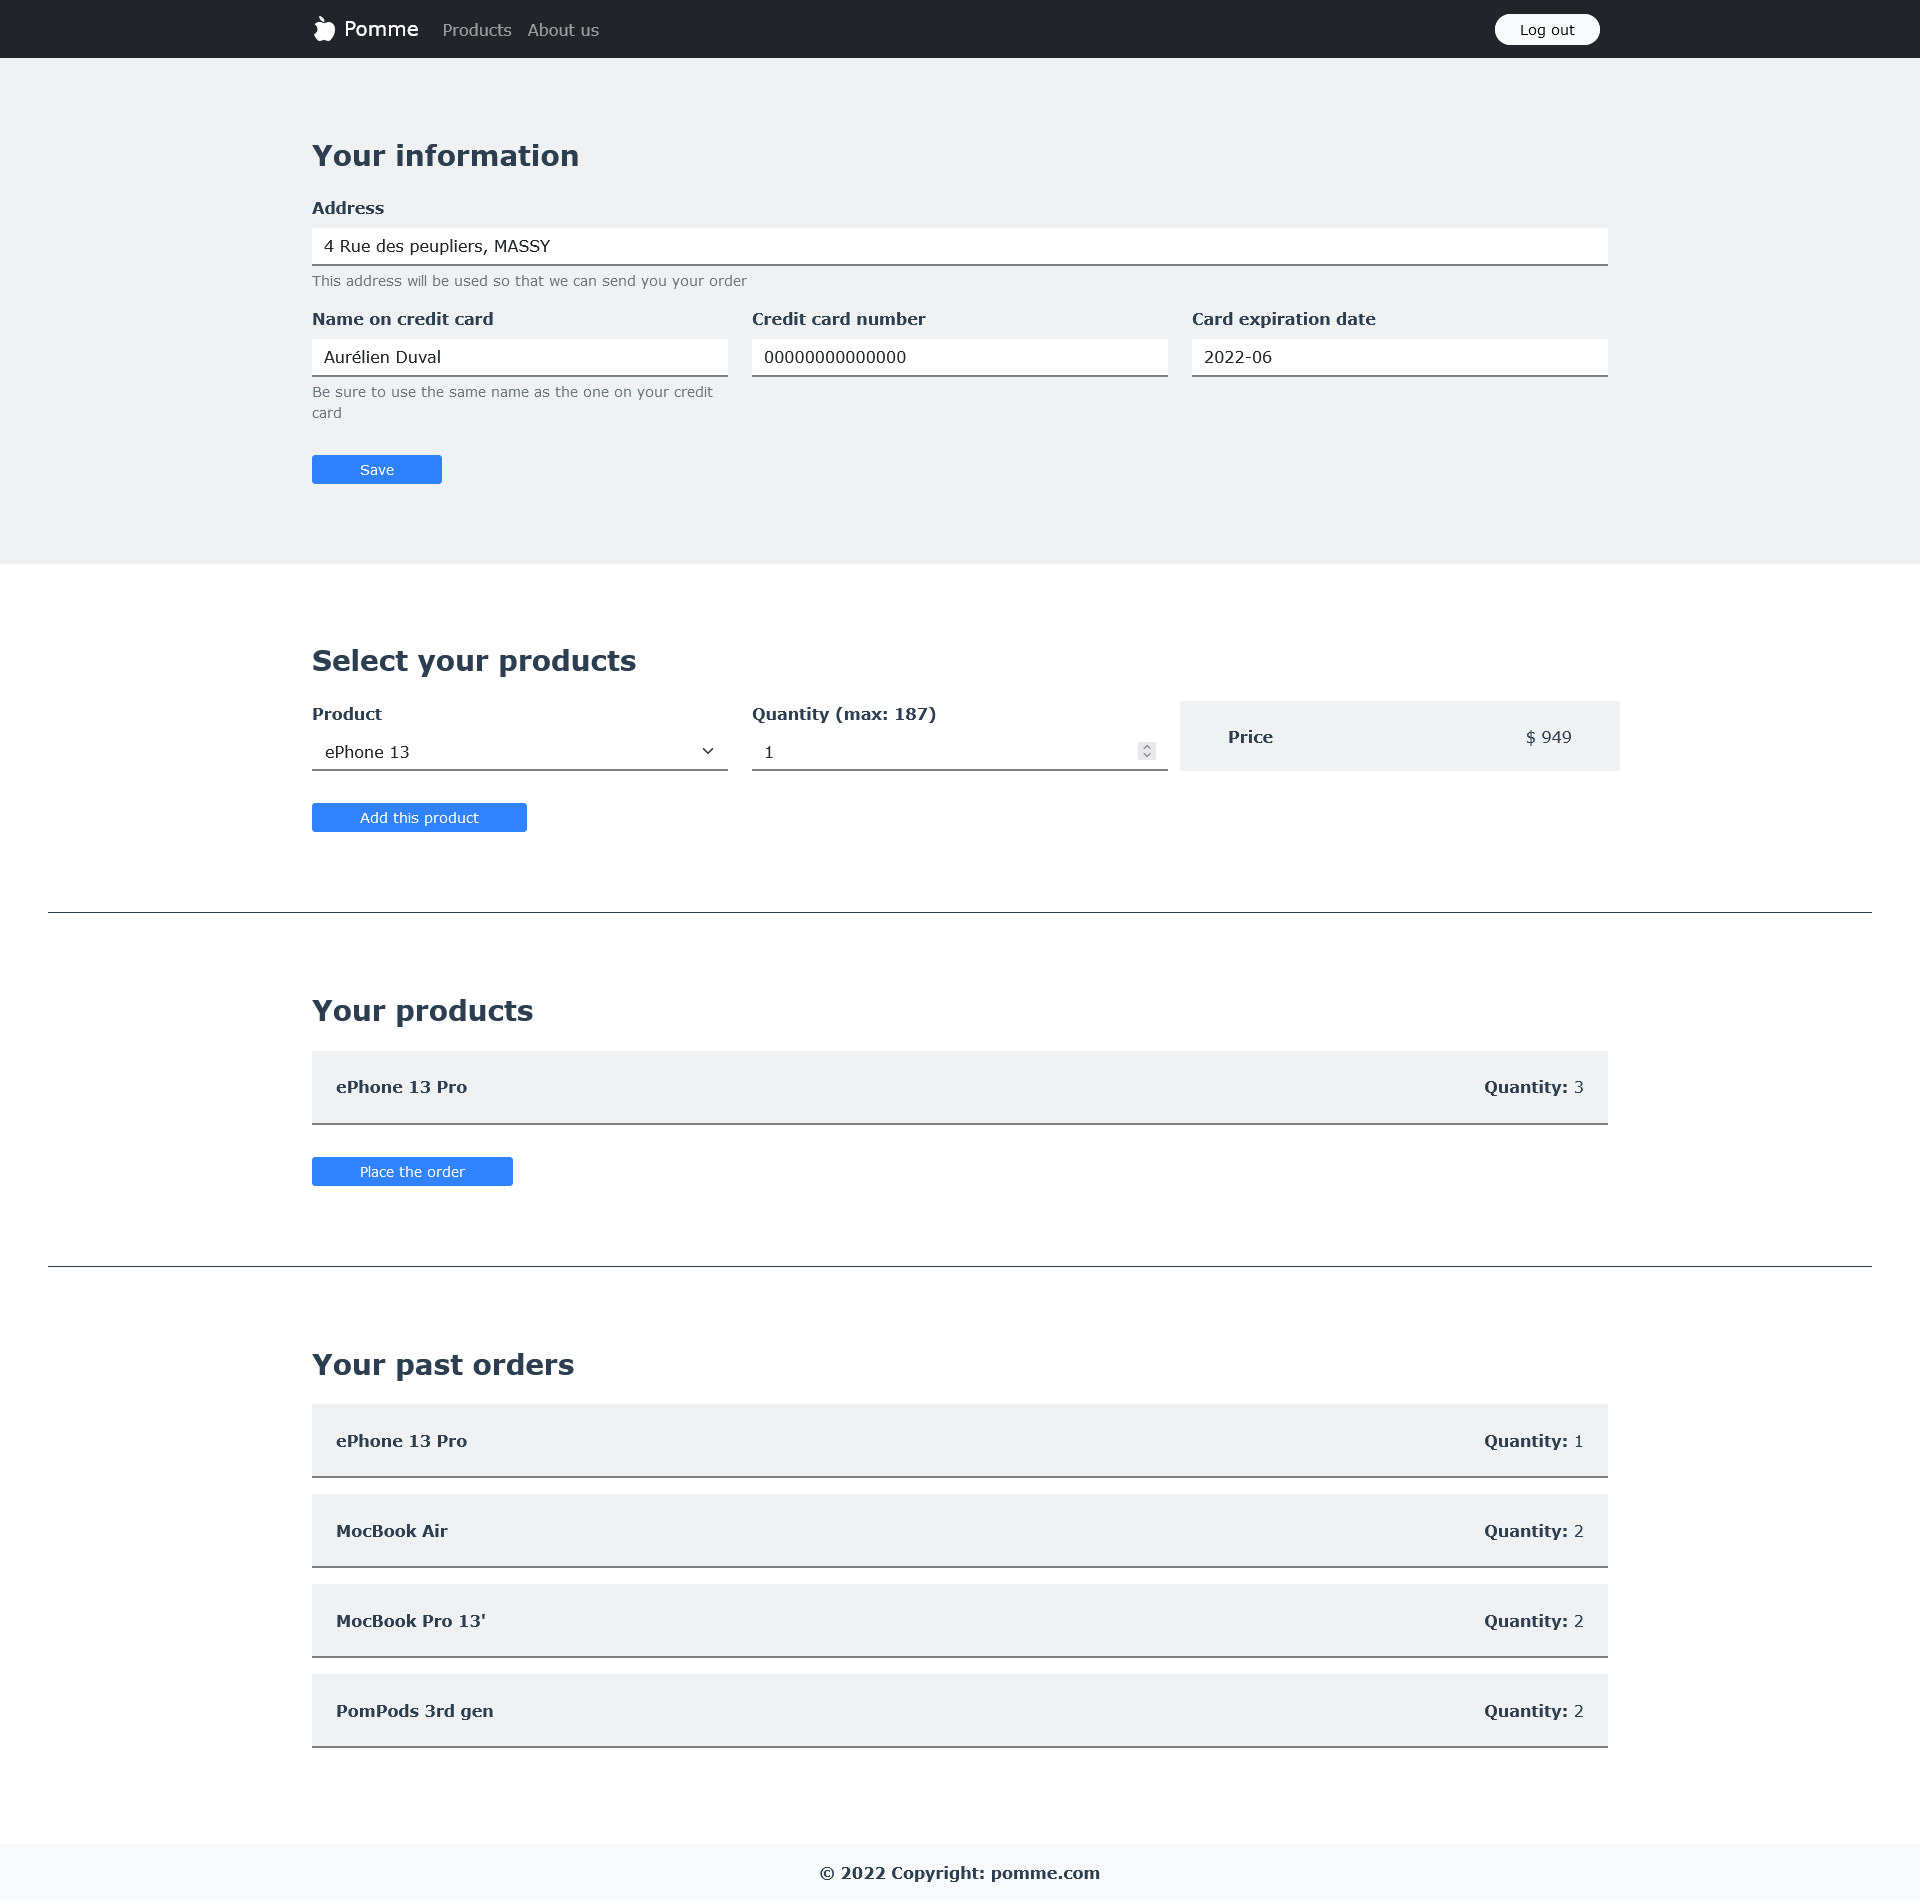 Pomme
Products
About us
Log out
Your information
Address
4 Rue des peupliers, MASSY
This address will be used so that we can send you your order
Name on credit card
Credit card number
Card expiration date
Aurélien Duval
00000000000000
2022-06
Be sure to use the same name as the one on your credit
card
Save
Select your products
Product
Quantity (max: 187)
ePhone 13
1
Price
$ 949
Add this product
Your products
ePhone 13 Pro
Quantity: 3
Place the order
Your past orders
ePhone 13 Pro
Quantity: 1
MocBook Air
Quantity: 2
MocBook Pro 13'
Quantity: 2
PomPods 3rd gen
Quantity: 2
© 2022 Copyright: pomme.com